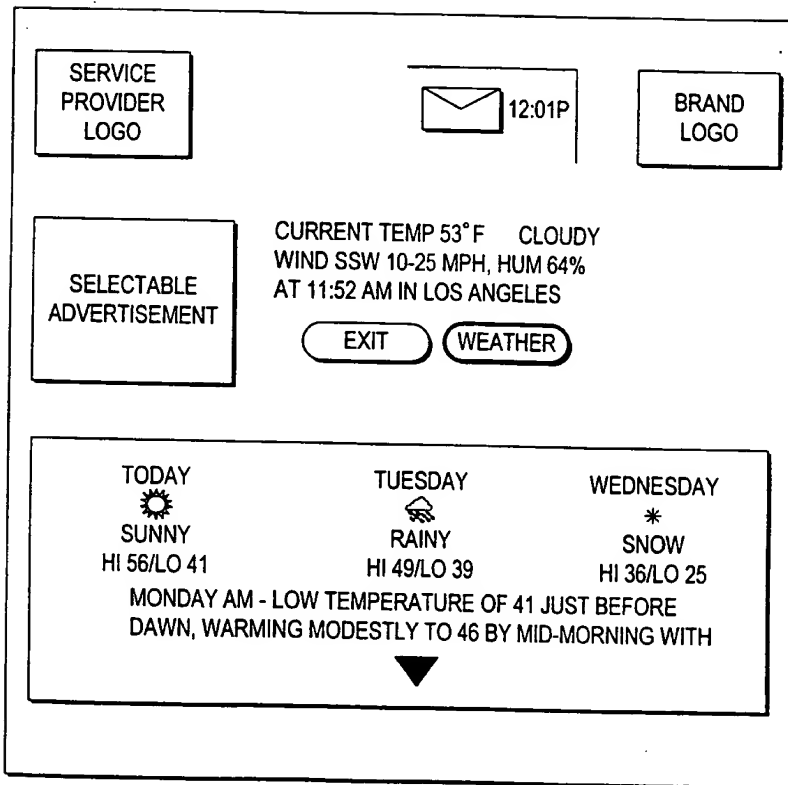 SERVICE
PROVIDER
LOGO
12:01P
BRAND
LOGO
SELECTABLE
ADVERTISEMENT
CURRENT TEMP 53°F CLOUDY
WIND SSW 10-25 MPH, HUM 64%
AT 11:52 AM IN LOS ANGELES
EXIT
WEATHER
TODAY
SUNNY
HI 56/LO 41
TUESDAY
RAINY
HI 49/LO 39
WEDNESDAY
SNOW
HI 36/LO 25
MONDAY AM - LOW TEMPERATURE OF 41 JUST BEFORE
DAWN, WARMING MODESTLY TO 46 BY MID-MORNING WITH